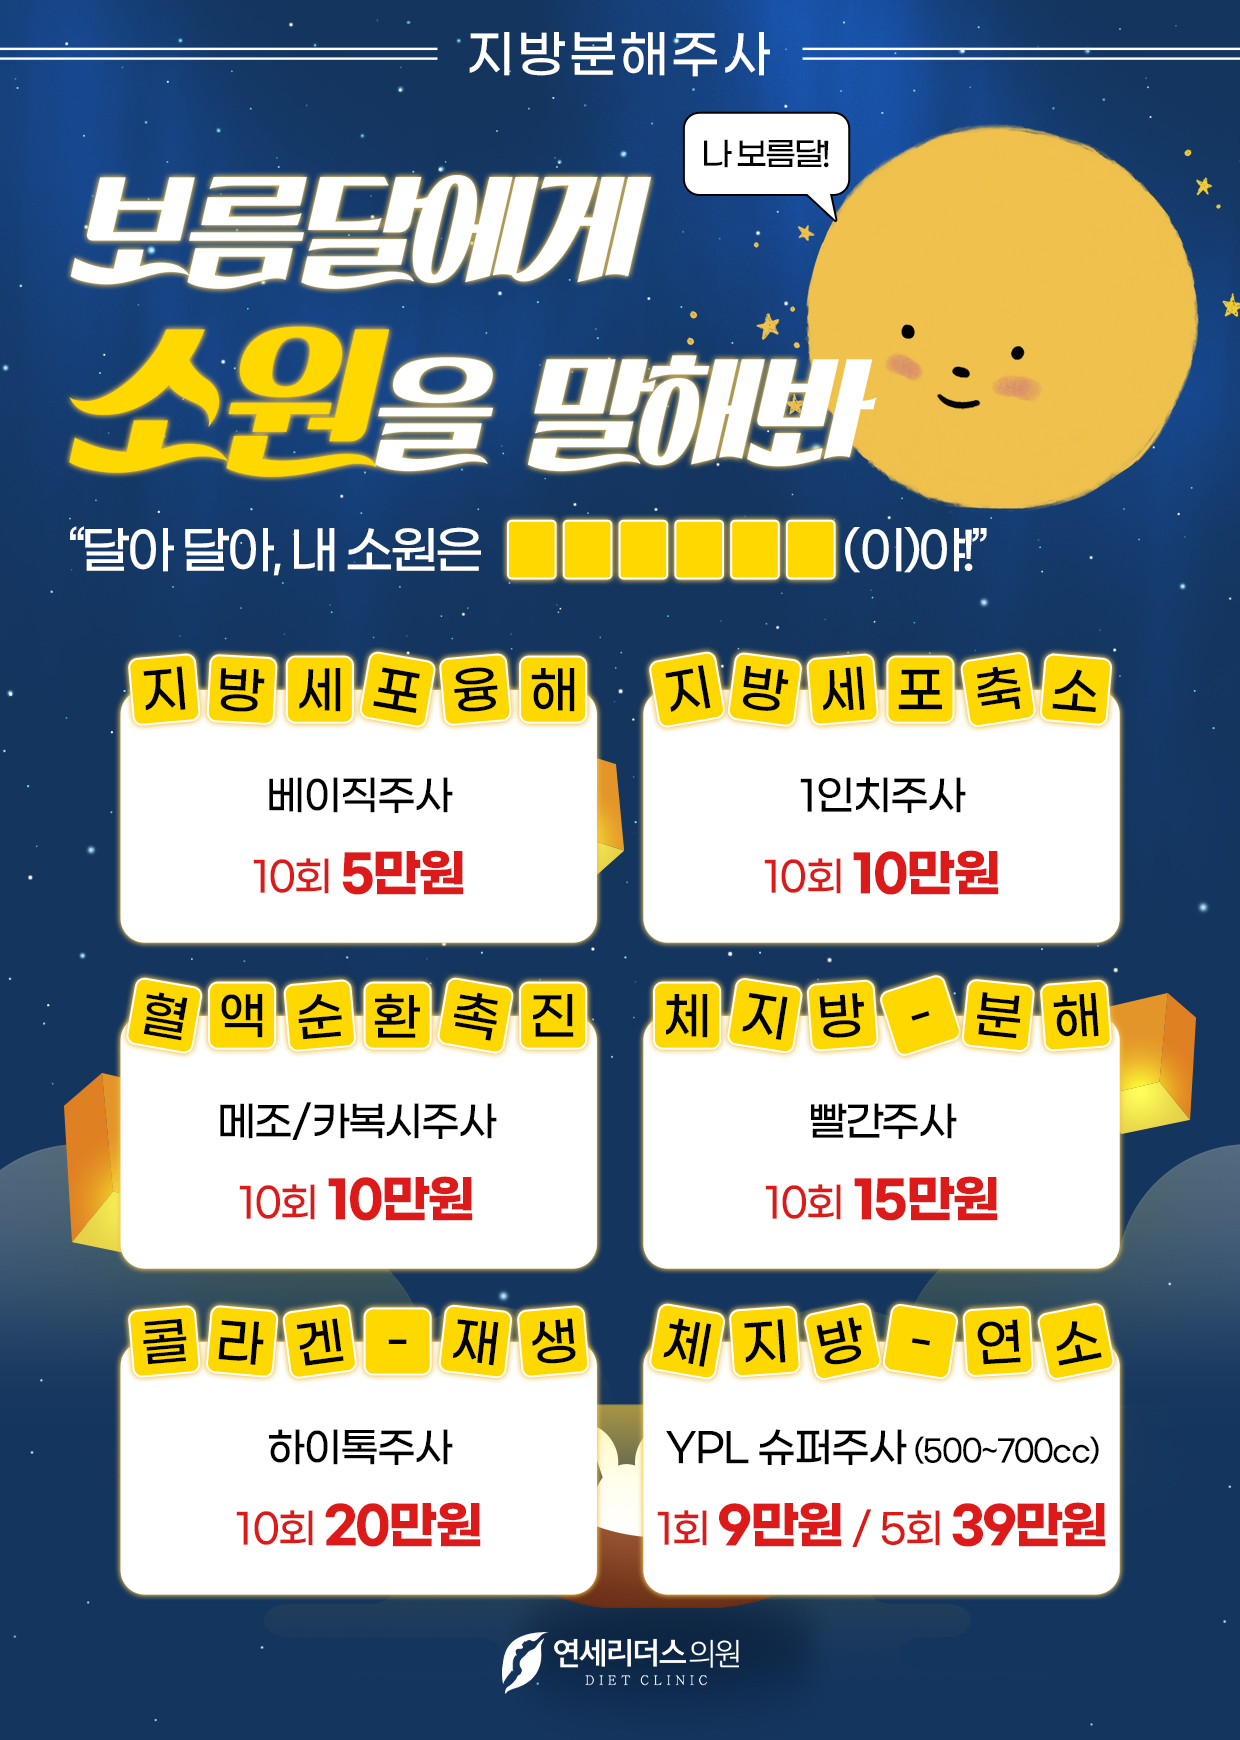 지방분해주사
나 보름달!
보름달에게
소원을 말해봐
“달아 달아, 내 소원은 (이)야!”
지방세포융해
베이직주사
10회 5만원
지방세포축소
1인치주사
10회 10만원
혈액순환촉진
메조/카복시주사
10회 10만원
체지방-분해
빨간주사
10회 15만원
콜라겐-재생
하이톡주사
10회 20만원
체지방-연소
YPL 슈퍼주사 (500~700cc)
1회 9만원 / 5회 39만원
연세리더스의원
DIET CLINIC